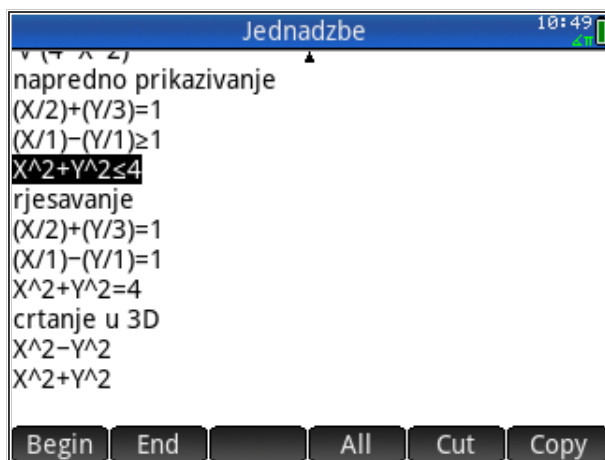 Jednadzbe
10:49
napredno prikazivanje
(X/2)+(Y/3)=1
(X/1)−(Y/1)≥1
X^2+Y^2≤4
rjesavanje
(X/2)+(Y/3)=1
(X/1)−(Y/1)=1
X^2+Y^2=4
crtanje u 3D
X^2−Y^2
X^2+Y^2
Begin End All Cut Copy